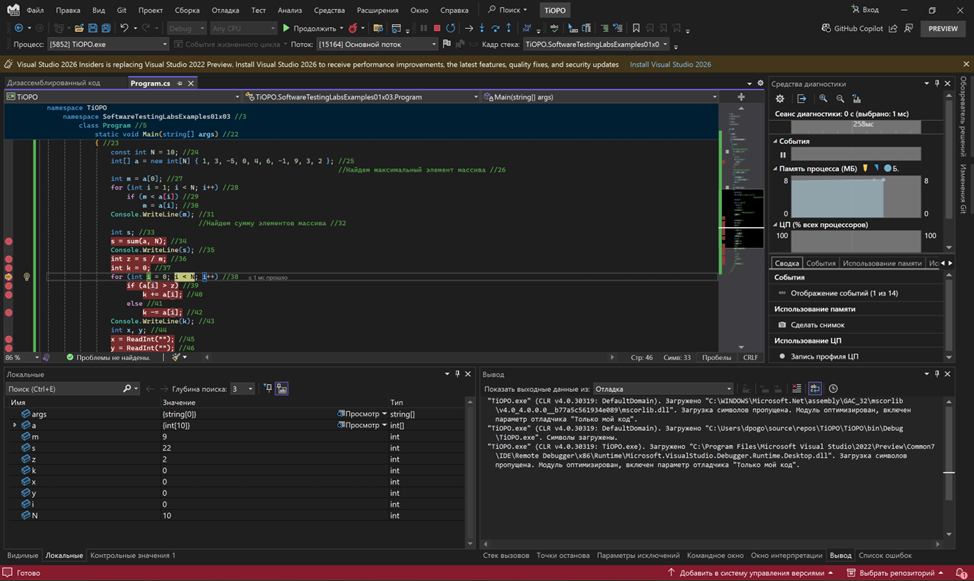 Файл Правка Вид Git Проект Сборка Отладка Тест Анализ Средства Расширения Окно Справка Поиск TiOPO Вход
Debug Any CPU Продолжить GitHub Copilot PREVIEW
Процесс: [5852] TiOPO.exe События жизненного цикла Поток: [15164] Основной поток Кадр стека: TiOPO.SoftwareTestingLabsExamples01x0
Visual Studio 2026 Insiders is replacing Visual Studio 2022 Preview. Install Visual Studio 2026 to receive performance improvements, the latest features, quality fixes, and security updates Install Visual Studio 2026
Дизассемблированный код Program.cs
TiOPO TiOPO.SoftwareTestingLabsExamples01x03.Program Main(string[] args)
namespace TiOPO
namespace SoftwareTestingLabsExamples01x03 //3
class Program //5
static void Main(string[] args) //22
{ //23
const int N = 10; //24
int[] a = new int[N] { 1, 3, -5, 0, 4, 6, -1, 9, 3, 2 }; //25
//Найдем максимальный элемент массива //26
int m = a[0]; //27
for (int i = 1; i < N; i++) //28
if (m < a[i]) //29
m = a[i]; //30
Console.WriteLine(m); //31
//Найдем сумму элементов массива //32
int s; //33
s = sum(a, N); //34
Console.WriteLine(s); //35
int z = s / m; //36
int k = 0; //37
for (int i = 0; i < N; i++) //38 ≤ 1 мс прошло
if (a[i] > z) //39
k += a[i]; //40
else //41
k -= a[i]; //42
Console.WriteLine(k); //43
int x, y; //44
x = ReadInt(""); //45
y = ReadInt(""); //46
86 % Проблемы не найдены. Стр: 46 Симв: 33 Пробелы CRLF
Средства диагностики
Сеанс диагностики: 0 с (выбрано: 1 мс)
258мс
События
Память процесса (МБ) Б.
8 8
0 0
ЦП (% всех процессоров)
100 100
Сводка События Использование памяти Ис
События
Отображение событий (1 из 14)
Использование памяти
Сделать снимок
Использование ЦП
Запись профиля ЦП
Обозреватель решений
Изменения Git
Локальные
Поиск (Ctrl+E) Глубина поиска: 3
Имя Значение Тип
args {string[0]} Просмотр string[]
a {int[10]} Просмотр int[]
m 9 int
s 22 int
z 2 int
k 0 int
x 0 int
y 0 int
i 0 int
N 10 int
Видимые Локальные Контрольные значения 1
Вывод
Показать выходные данные из: Отладка
"TiOPO.exe" (CLR v4.0.30319: DefaultDomain). Загружено "C:\WINDOWS\Microsoft.Net\assembly\GAC_32\mscorlib
\v4.0_4.0.0.0__b77a5c561934e089\mscorlib.dll". Загрузка символов пропущена. Модуль оптимизирован, включен
параметр отладчика "Только мой код".
"TiOPO.exe" (CLR v4.0.30319: DefaultDomain). Загружено "C:\Users\dpogo\source\repos\TiOPO\TiOPO\bin\Debug
\TiOPO.exe". Символы загружены.
"TiOPO.exe" (CLR v4.0.30319: TiOPO.exe). Загружено "C:\Program Files\Microsoft Visual Studio\2022\Preview\Common7
\IDE\Remote Debugger\x86\Runtime\Microsoft.VisualStudio.Debugger.Runtime.Desktop.dll". Загрузка символов
пропущена. Модуль оптимизирован, включен параметр отладчика "Только мой код".
Стек вызовов Точки останова Параметры исключений Командное окно Окно интерпретации Вывод Список ошибок
Готово Добавить в систему управления версиями Выбрать репозиторий